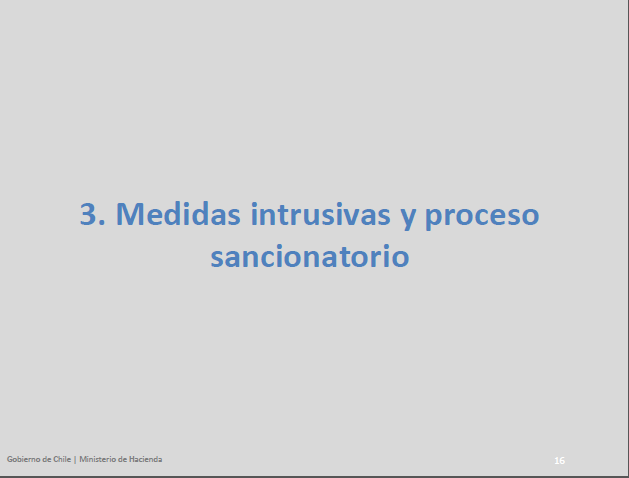 3. Medidas intrusivas y proceso
sancionatorio
Gobierno de Chile | Ministerio de Hacienda
16